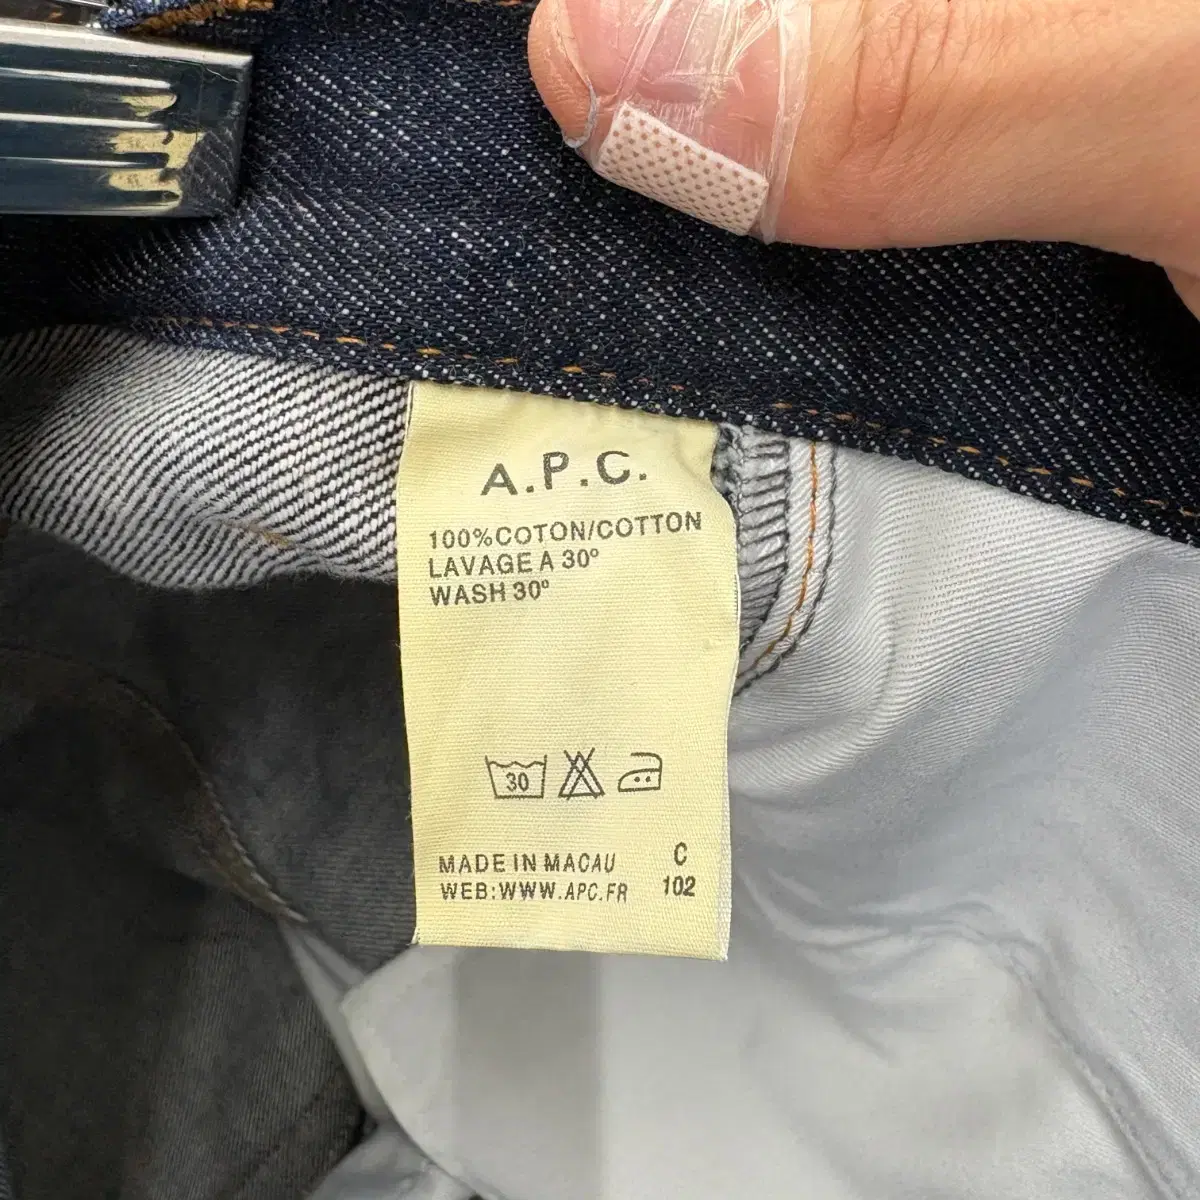 A.P.C.
100%COTON/COTTON
LAVAGE A 30°
WASH 30°
30
MADE IN MACAU C
WEB:WWW.APC.FR 102